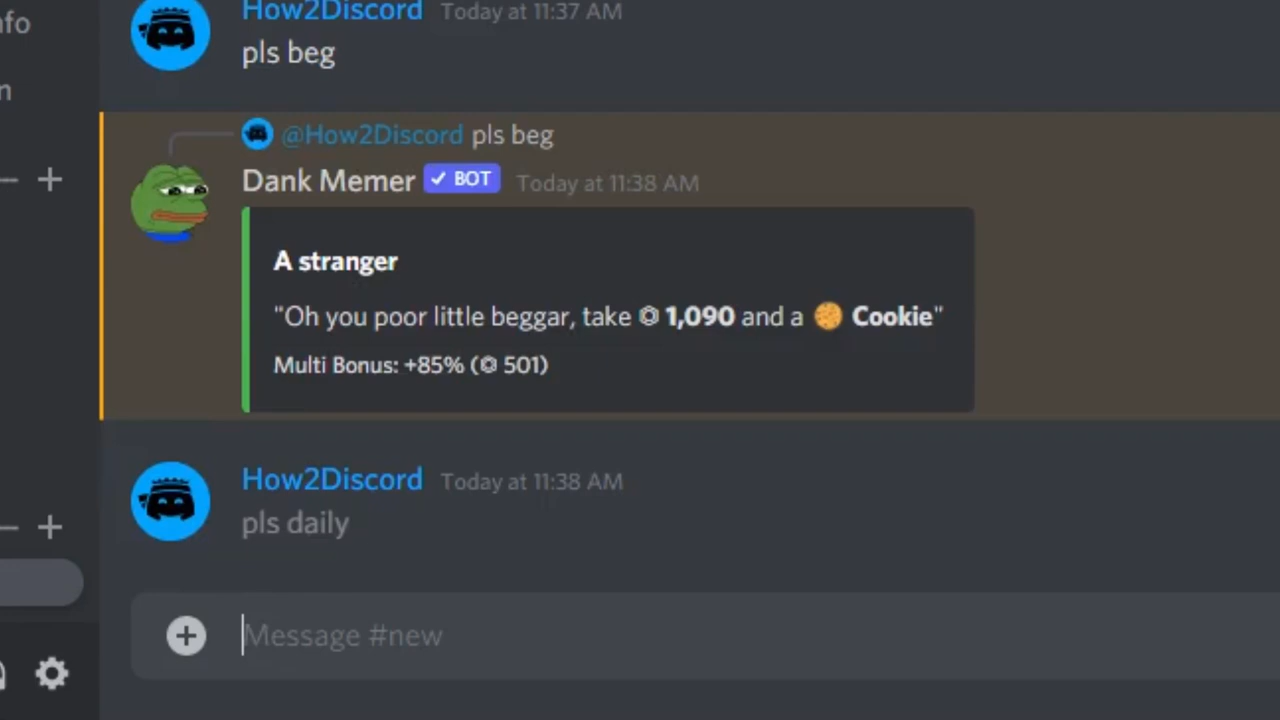 nfo
n
How2Discord Today at 11:37 AM
pls beg
@How2Discord pls beg
Dank Memer ✓ BOT Today at 11:38 AM
A stranger
"Oh you poor little beggar, take ⏣ 1,090 and a 🍪 Cookie"
Multi Bonus: +85% (⏣ 501)
How2Discord Today at 11:38 AM
pls daily
Message #new